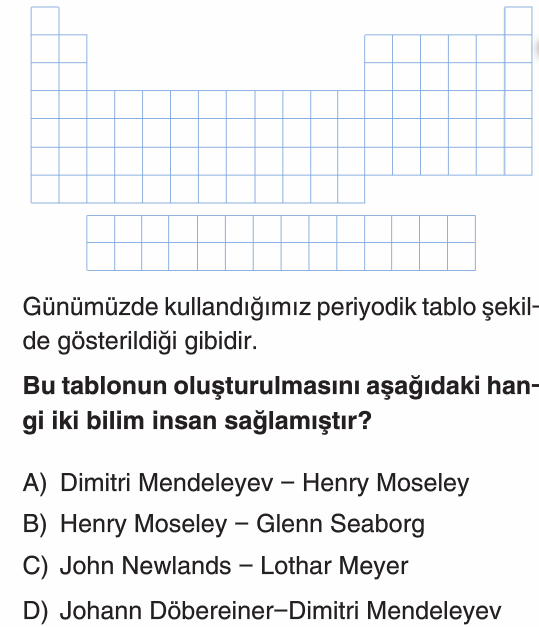 Günümüzde kullandığımız periyodik tablo şekil-
de gösterildiği gibidir.
Bu tablonun oluşturulmasını aşağıdaki han-
gi iki bilim insan sağlamıştır?
A) Dimitri Mendeleyev – Henry Moseley
B) Henry Moseley – Glenn Seaborg
C) John Newlands – Lothar Meyer
D) Johann Döbereiner–Dimitri Mendeleyev